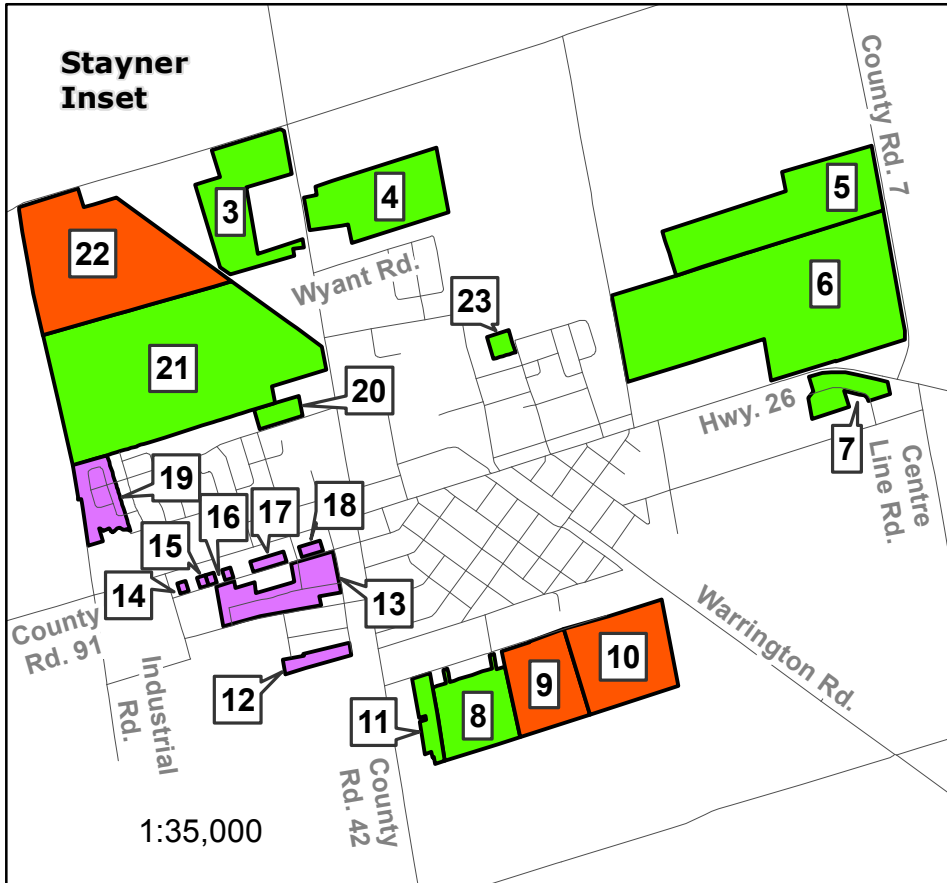 Stayner
Inset
County Rd. 7
3
4
5
22
Wyant Rd.
6
23
21
20
Hwy. 26
7
Centre
Line Rd.
19
18
17
16
15
14
13
County
Rd. 91
Industrial
Rd.
12
11
8
9
10
Warrington Rd.
County
Rd. 42
1:35,000